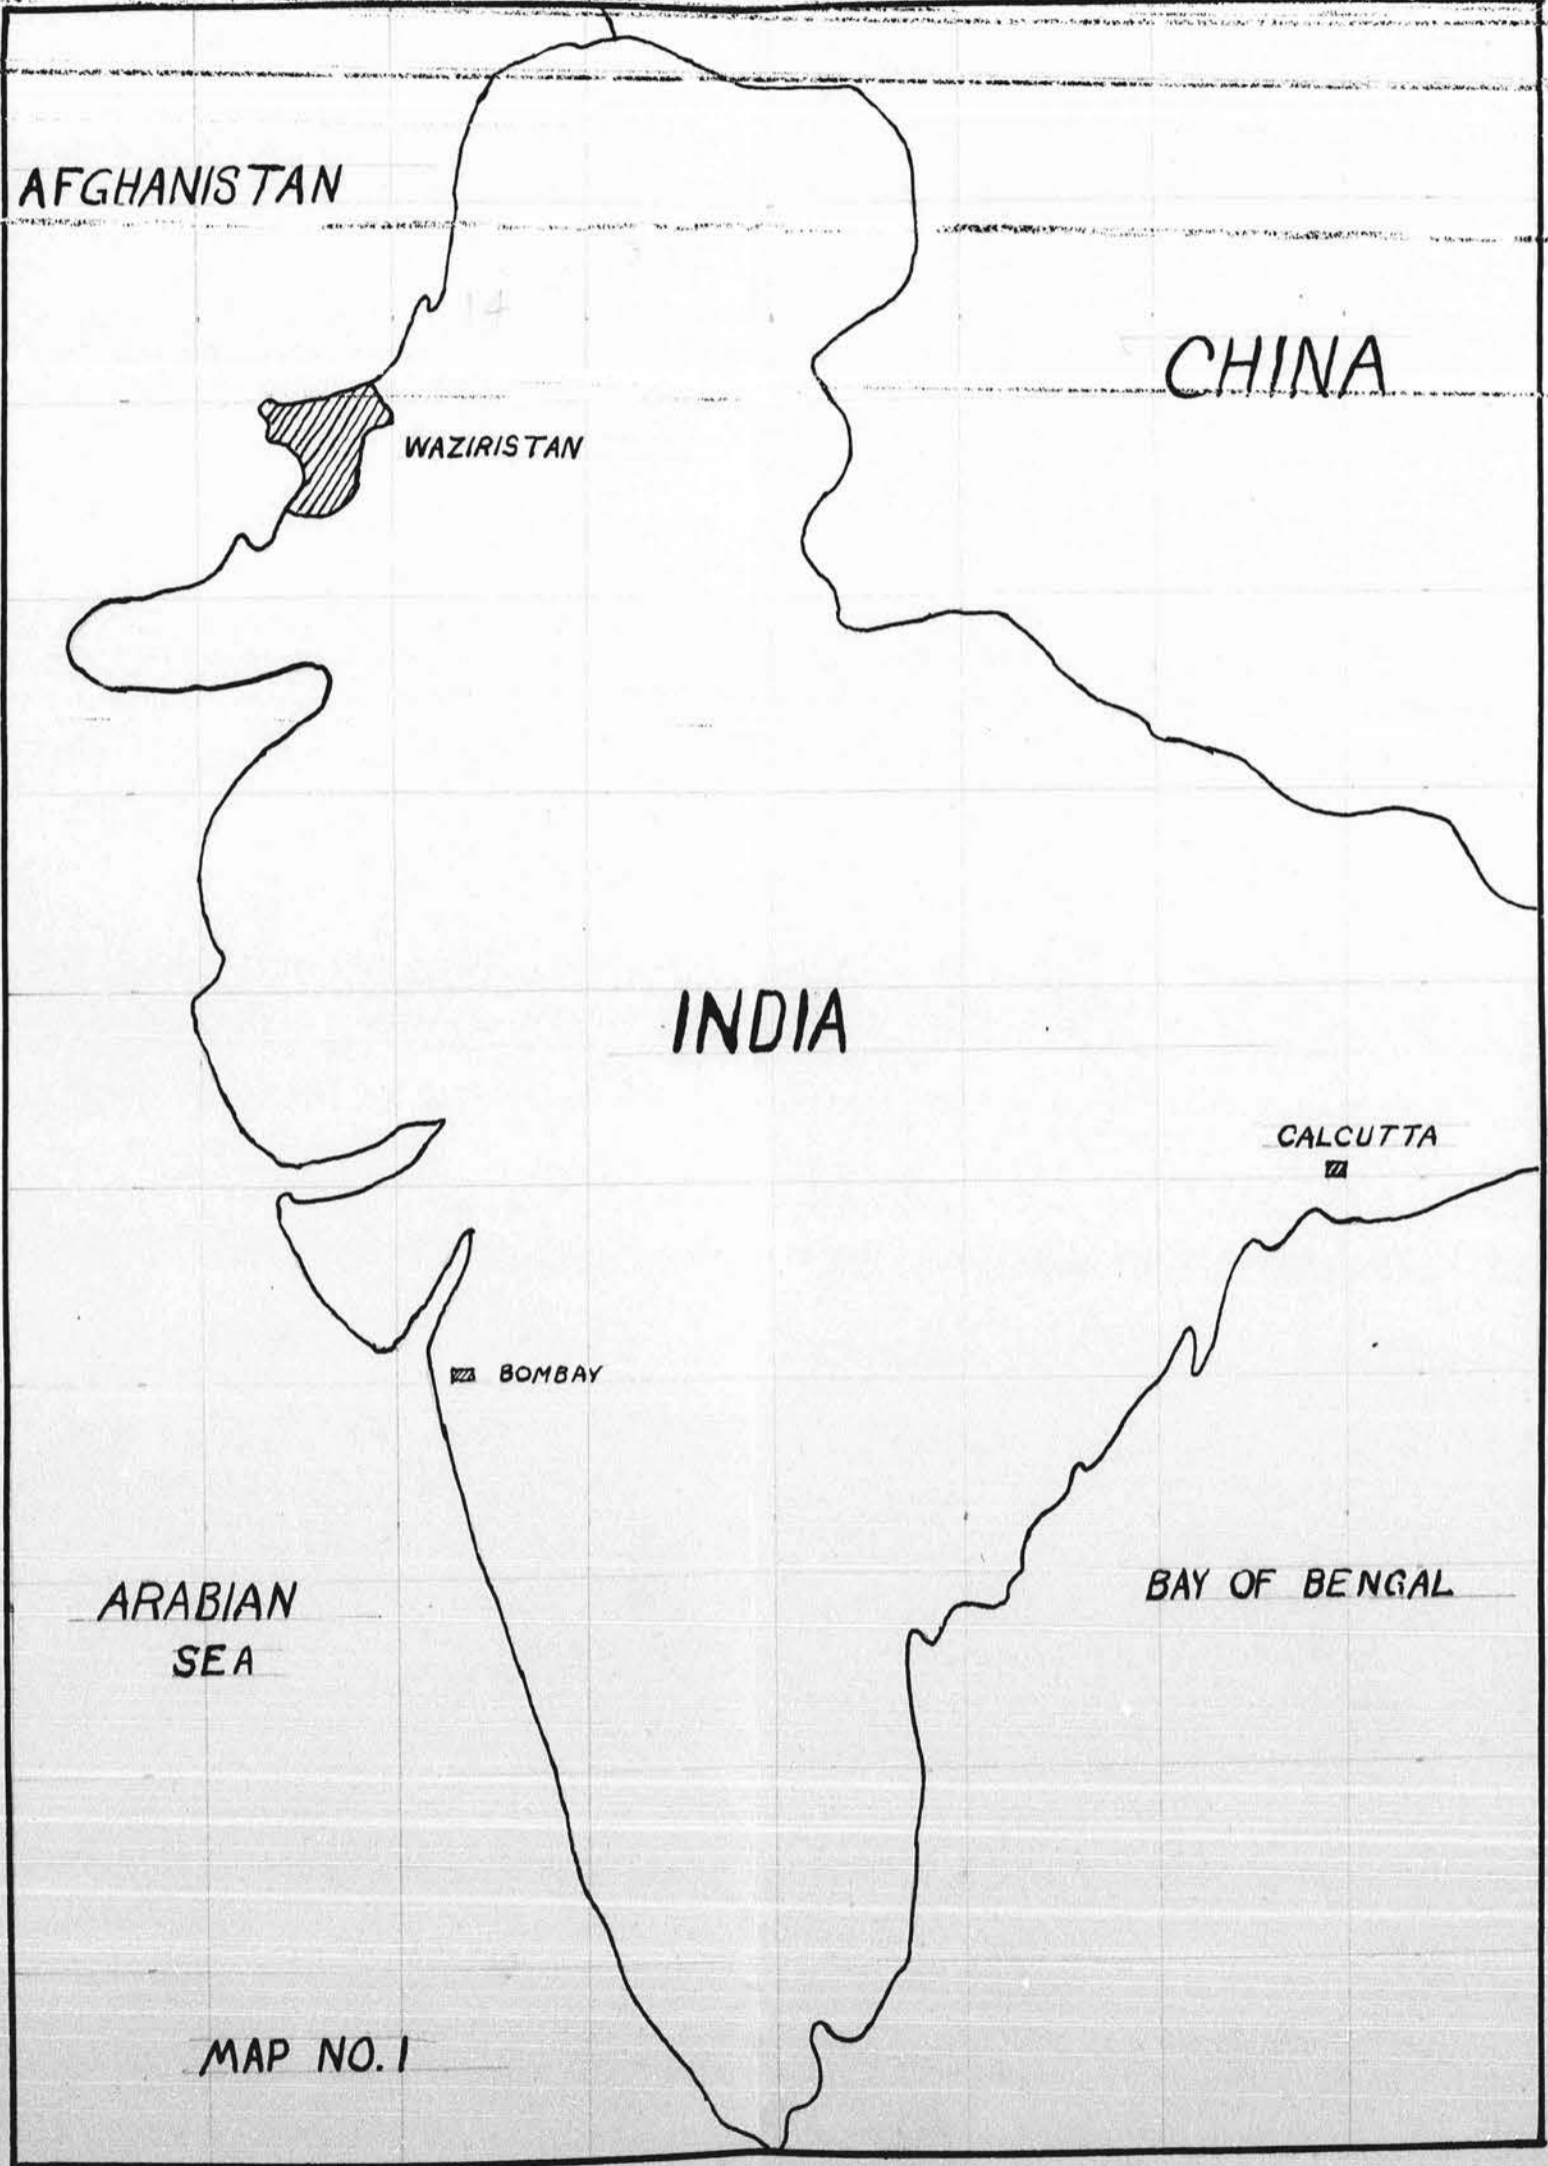 AFGHANISTAN
CHINA
WAZIRISTAN
INDIA
CALCUTTA
BOMBAY
ARABIAN
SEA
BAY OF BENGAL
MAP NO. 1